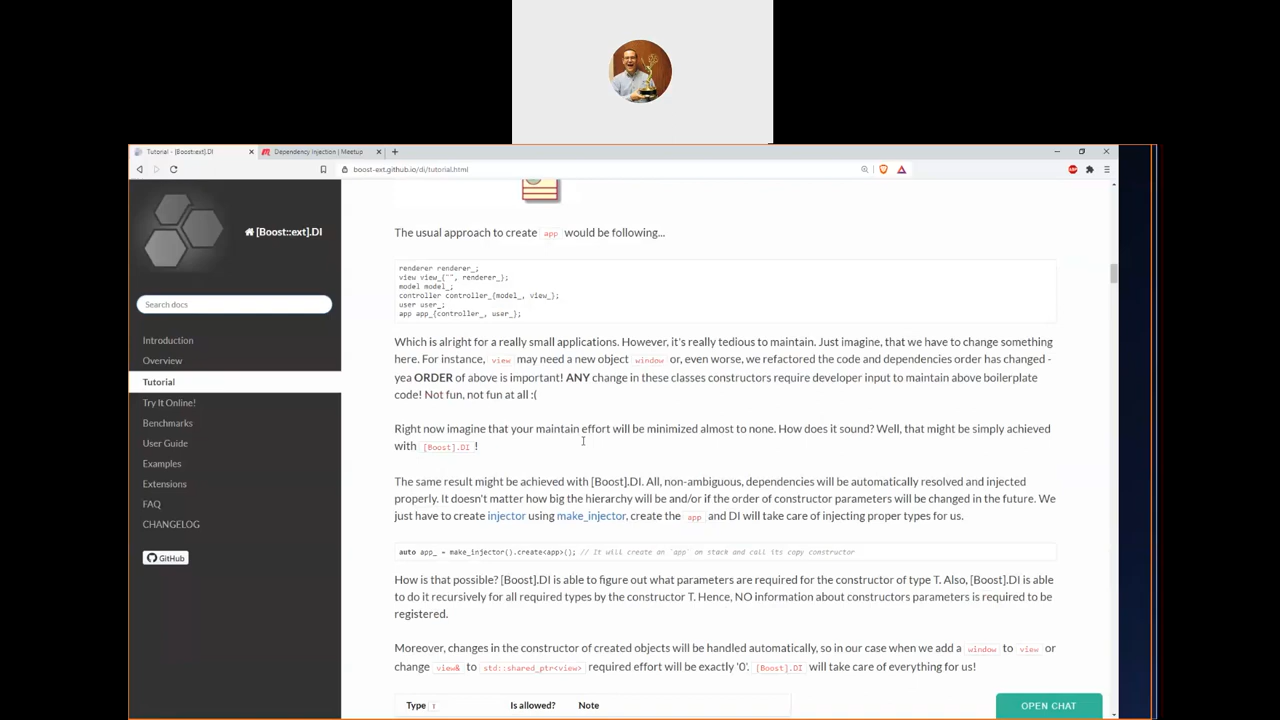 Tutorial - [Boost::ext].DI
Dependency Injection | Meetup
boost-ext.github.io/di/tutorial.html
[Boost::ext].DI
Search docs
Introduction
Overview
Tutorial
Try It Online!
Benchmarks
User Guide
Examples
Extensions
FAQ
CHANGELOG
GitHub
The usual approach to create app would be following...
renderer renderer_;
view view_{"", renderer_};
model model_;
controller controller_{model_, view_};
user user_;
app app_{controller_, user_};
Which is alright for a really small applications. However, it's really tedious to maintain. Just imagine, that we have to change something
here. For instance, view may need a new object window or, even worse, we refactored the code and dependencies order has changed -
yea ORDER of above is important! ANY change in these classes constructors require developer input to maintain above boilerplate
code! Not fun, not fun at all :(
Right now imagine that your maintain effort will be minimized almost to none. How does it sound? Well, that might be simply achieved
with [Boost].DI !
The same result might be achieved with [Boost].DI. All, non-ambiguous, dependencies will be automatically resolved and injected
properly. It doesn't matter how big the hierarchy will be and/or if the order of constructor parameters will be changed in the future. We
just have to create injector using make_injector, create the app and DI will take care of injecting proper types for us.
auto app_ = make_injector().create<app>(); // It will create an `app` on stack and call its copy constructor
How is that possible? [Boost].DI is able to figure out what parameters are required for the constructor of type T. Also, [Boost].DI is able
to do it recursively for all required types by the constructor T. Hence, NO information about constructors parameters is required to be
registered.
Moreover, changes in the constructor of created objects will be handled automatically, so in our case when we add a window to view or
change view& to std::shared_ptr<view> required effort will be exactly '0'. [Boost].DI will take care of everything for us!
Type T Is allowed? Note
OPEN CHAT